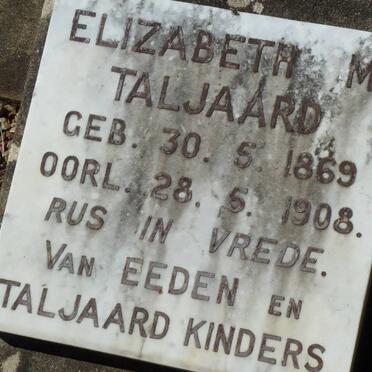 ELIZABETH M
TALJAARD
GEB. 30. 5. 1869
OORL. 28. 5. 1908.
RUS IN VREDE.
VAN EEDEN EN
TALJAARD KINDERS